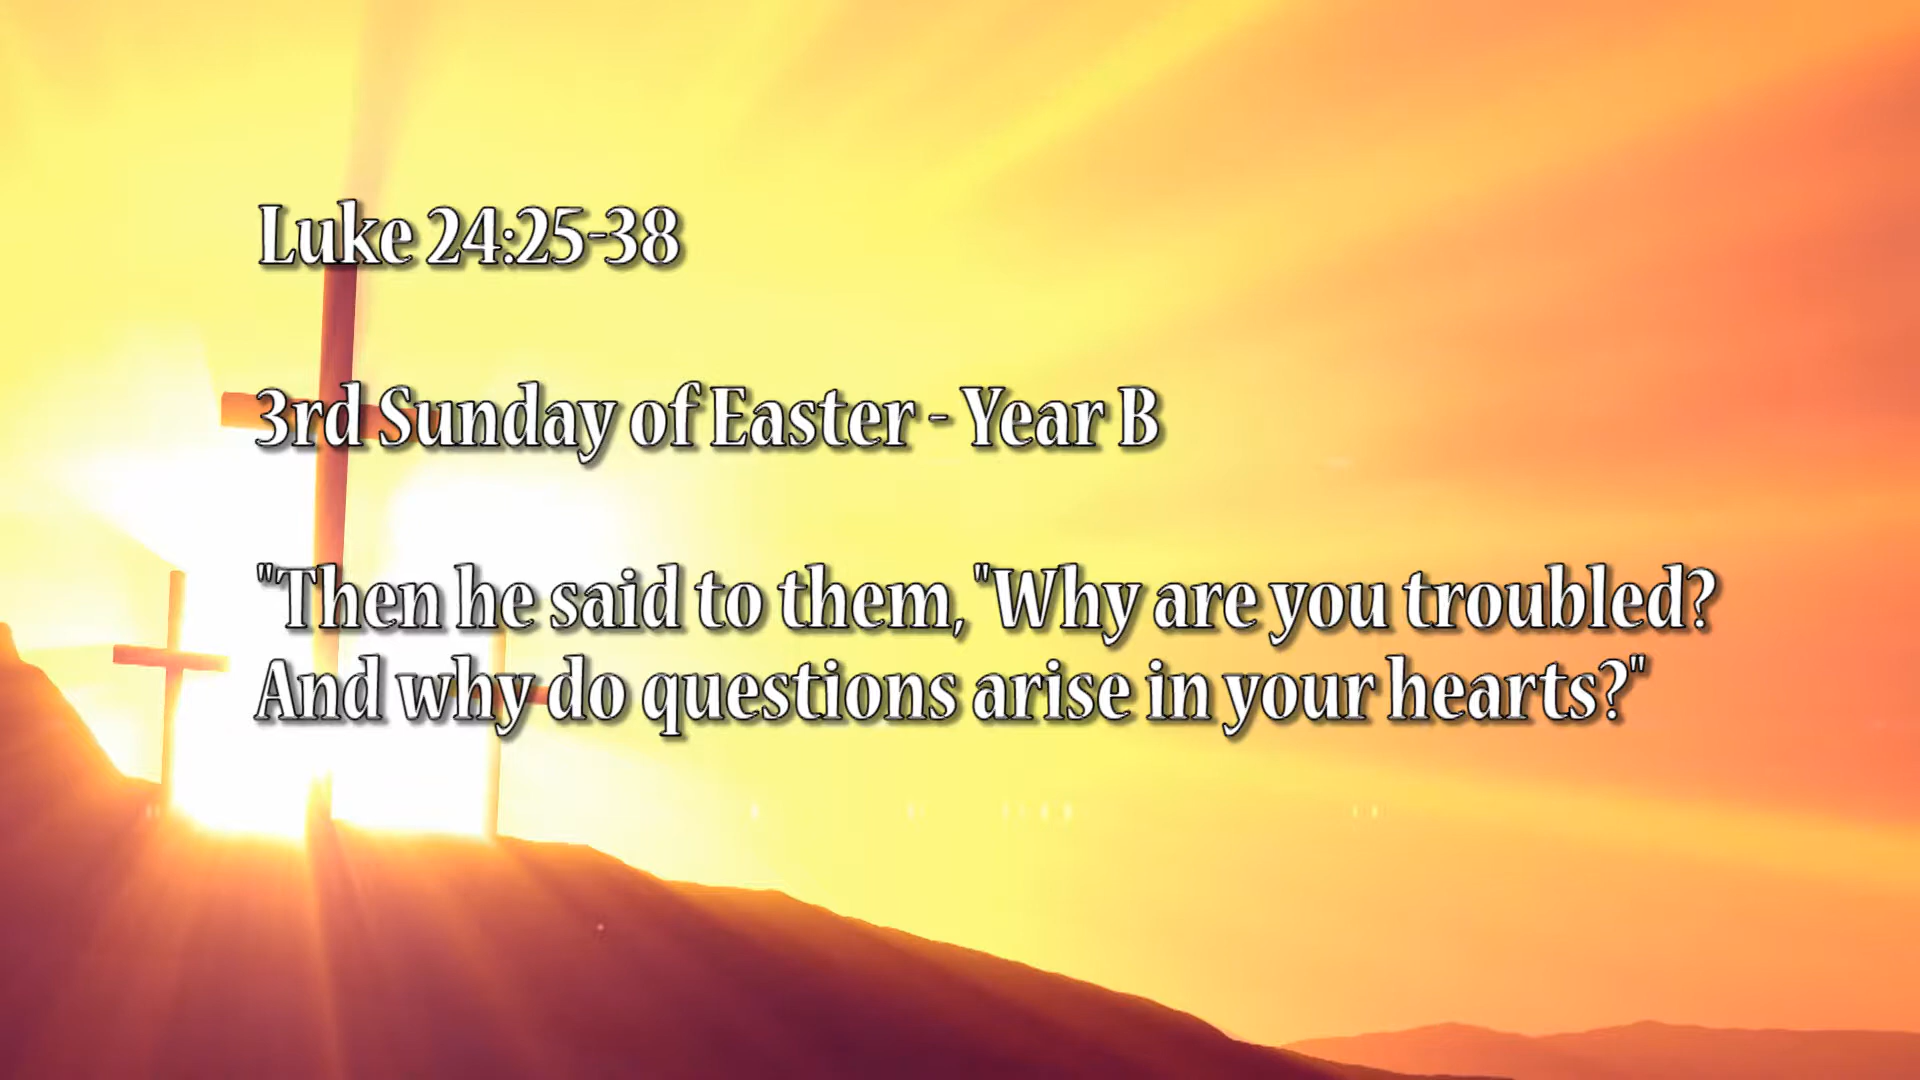 Luke 24:25-38
3rd Sunday of Easter - Year B
"Then he said to them, "Why are you troubled?
And why do questions arise in your hearts?"